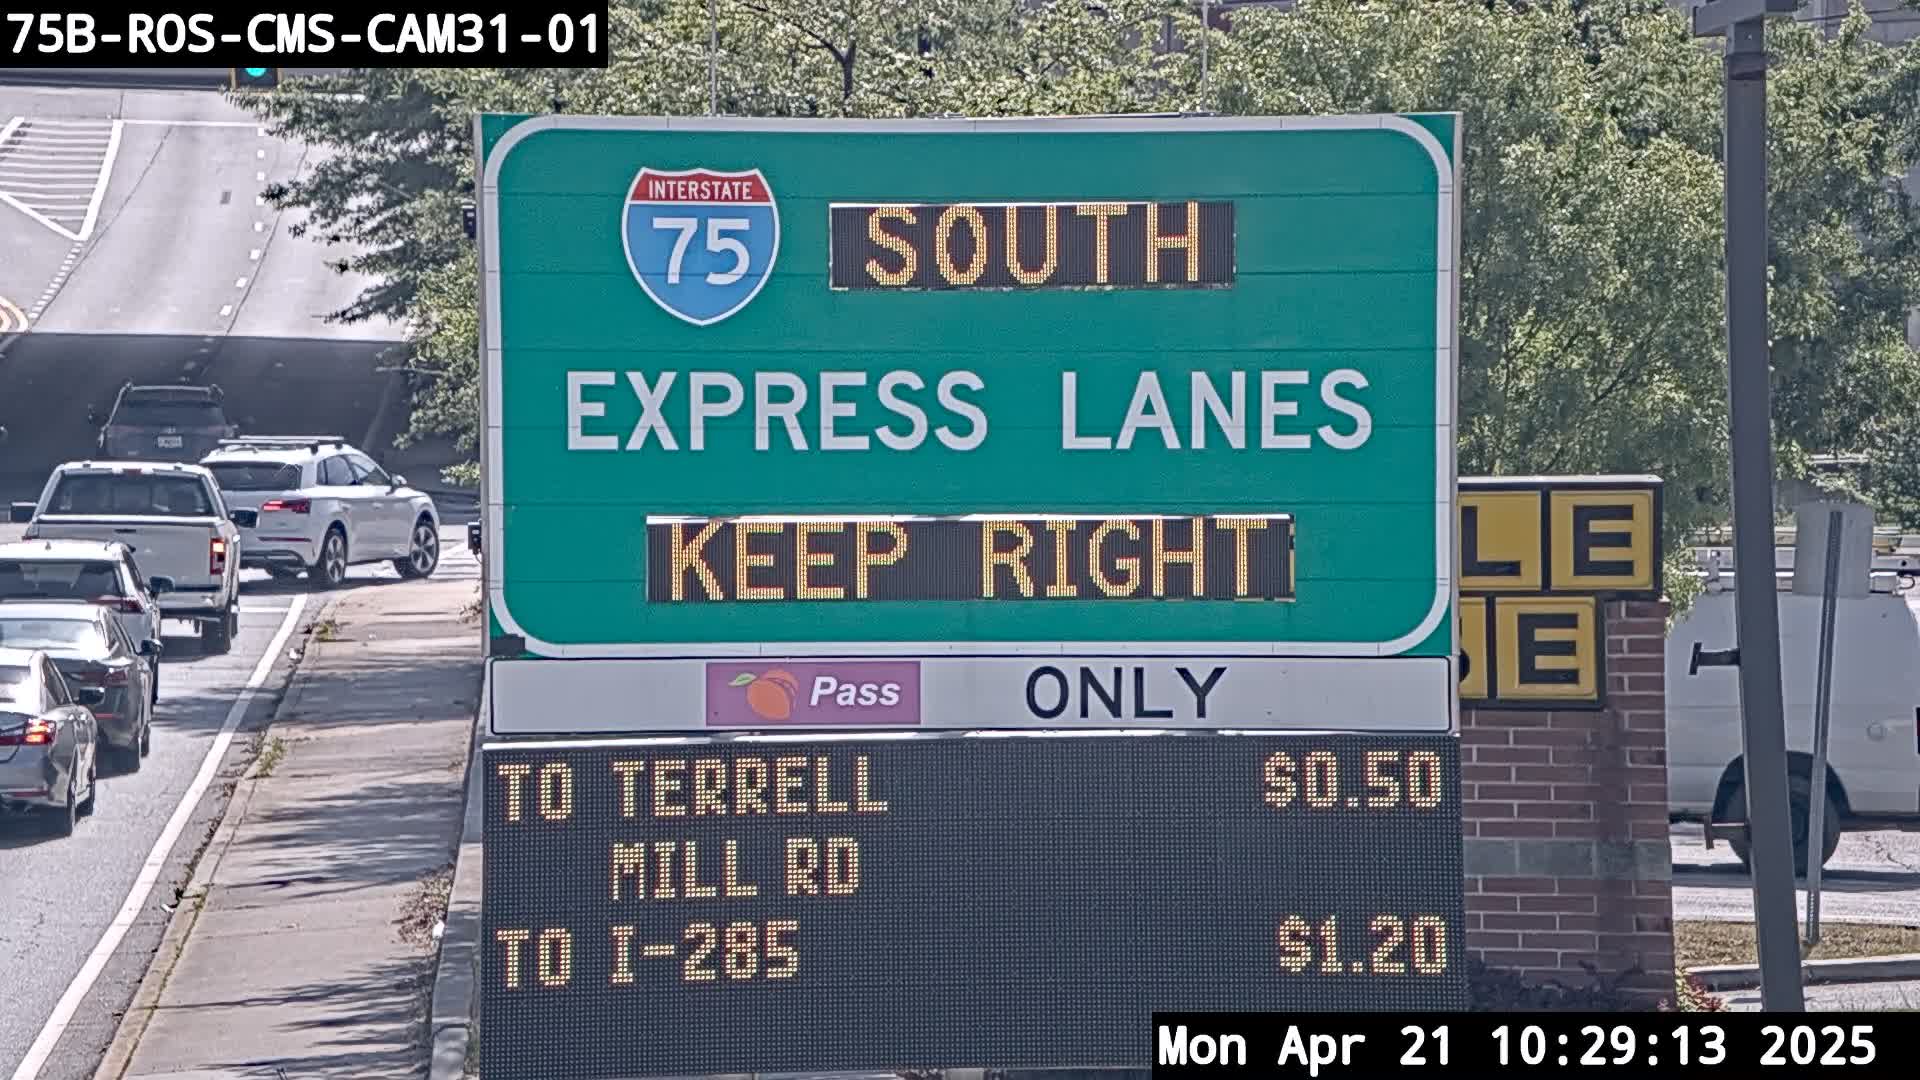 75B-ROS-CMS-CAM31-01
INTERSTATE
75
SOUTH
EXPRESS LANES
KEEP RIGHT
LE
E
Pass ONLY
TO TERRELL $0.50
MILL RD
TO I-285 $1.20
Mon Apr 21 10:29:13 2025